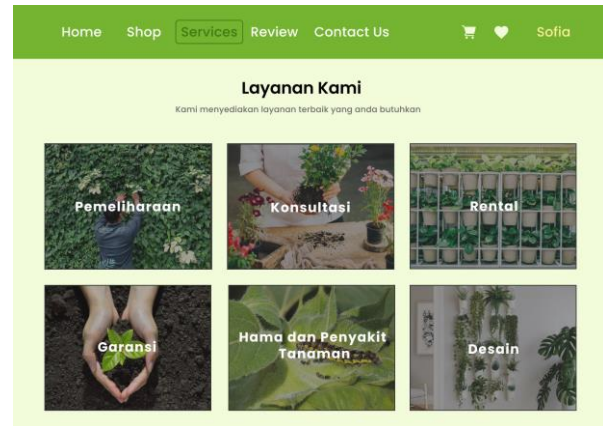 Home Shop Services Review Contact Us Sofia
Layanan Kami
Kami menyediakan layanan terbaik yang anda butuhkan
Pemeliharaan Konsultasi Rental
Garansi Hama dan Penyakit Tanaman Desain